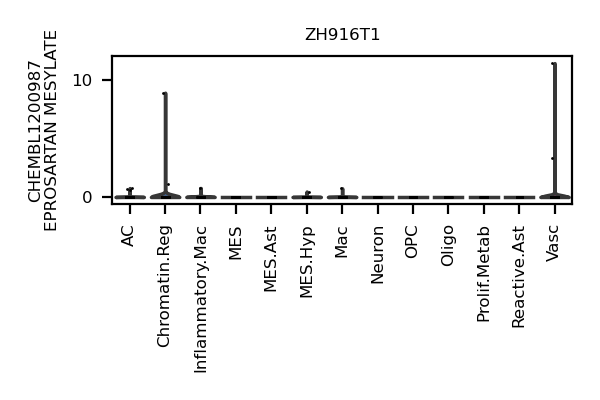 ZH916T1
CHEMBL1200987
EPROSARTAN MESYLATE
10
0
AC
Chromatin.Reg
Inflammatory.Mac
MES
MES.Ast
MES.Hyp
Mac
Neuron
OPC
Oligo
Prolif.Metab
Reactive.Ast
Vasc